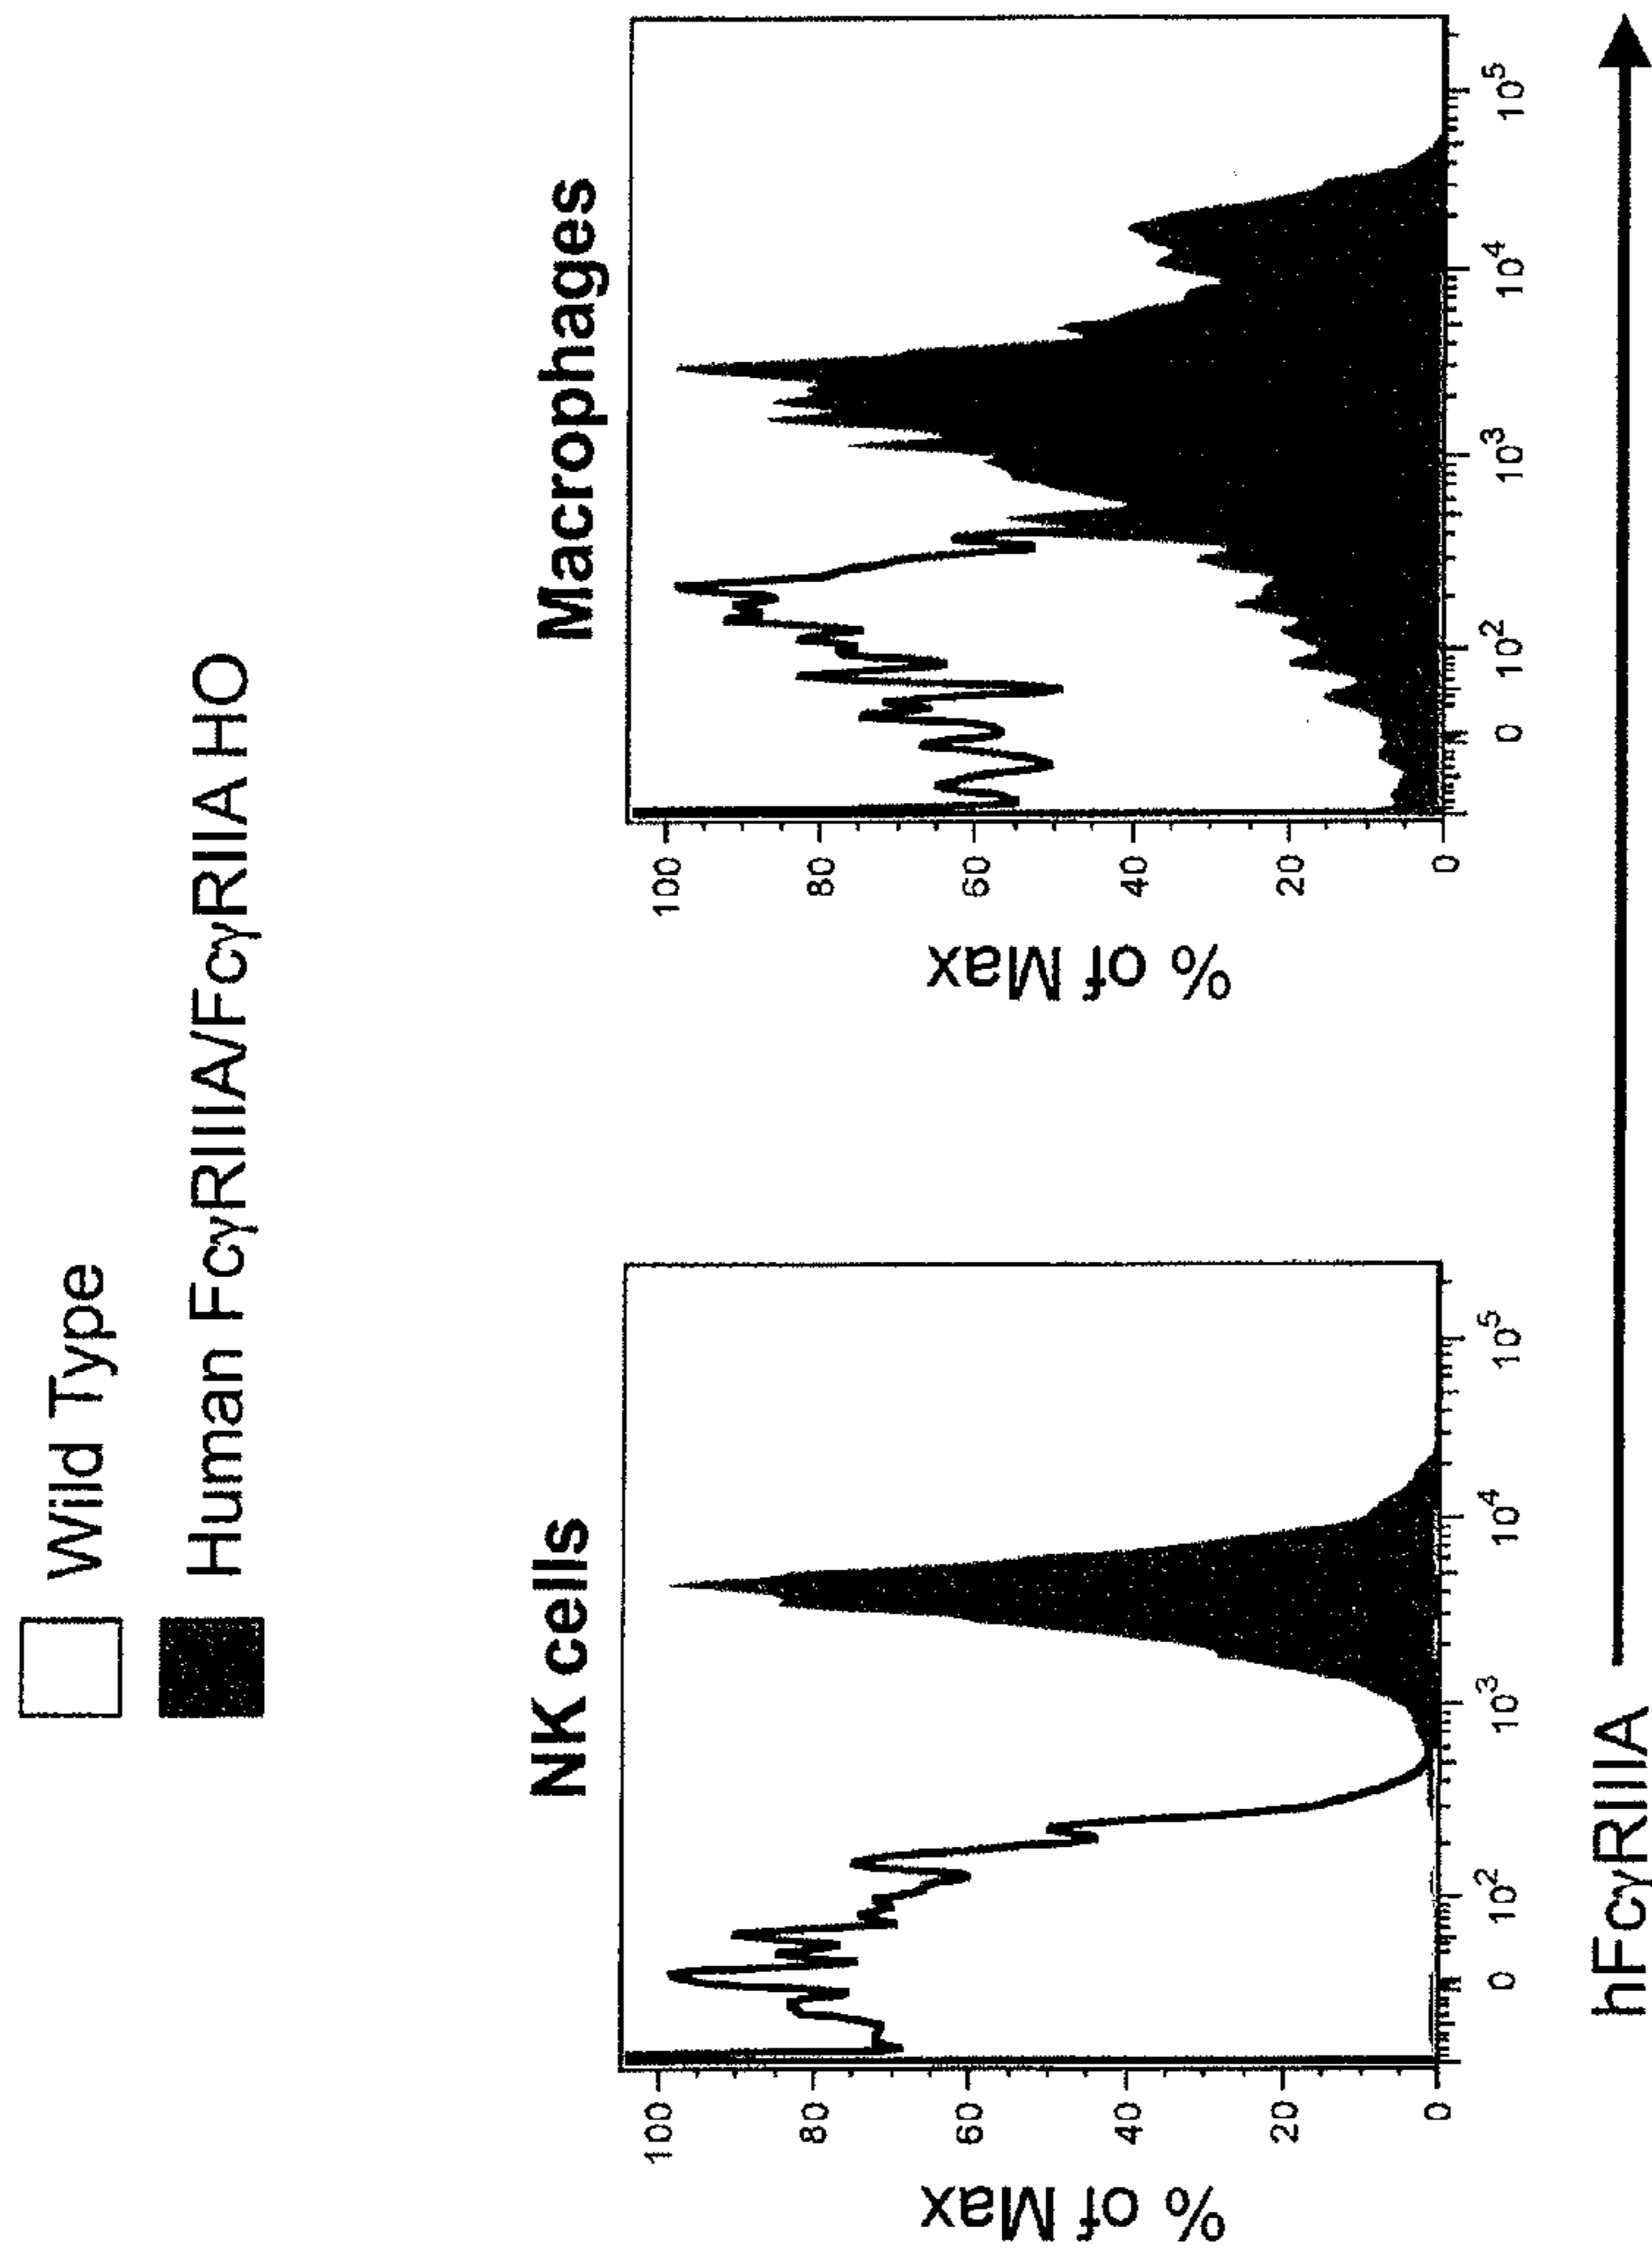 Wild Type
Human FcγRIIIA/FcγRIIA HO
NK cells
% of Max
100
80
60
40
20
0
0 10² 10³ 10⁴ 10⁵
Macrophages
% of Max
100
80
60
40
20
0
0 10² 10³ 10⁴ 10⁵
hFcγRIIIA